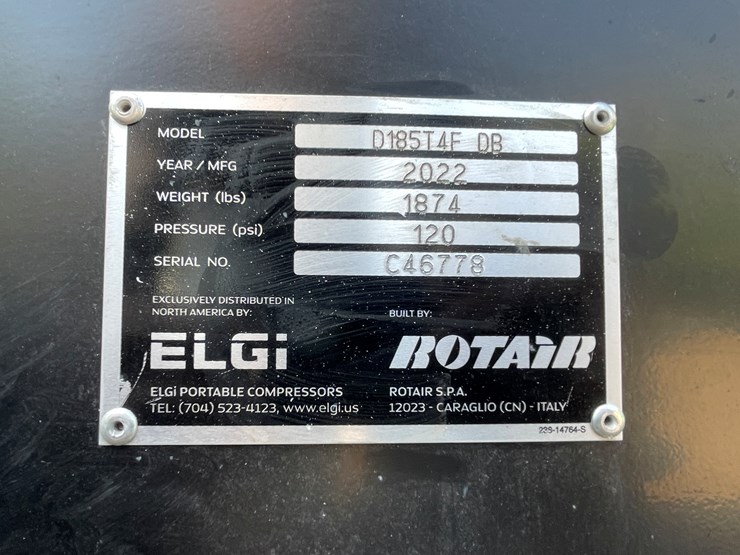 MODEL D185T4F DB
YEAR / MFG 2022
WEIGHT (lbs) 1874
PRESSURE (psi) 120
SERIAL NO. C46778
EXCLUSIVELY DISTRIBUTED IN
NORTH AMERICA BY:
ELGi
ELGi PORTABLE COMPRESSORS
TEL: (704) 523-4123, www.elgi.us
BUILT BY:
ROTAIR
ROTAIR S.P.A.
12023 - CARAGLIO (CN) - ITALY
236-14764-S